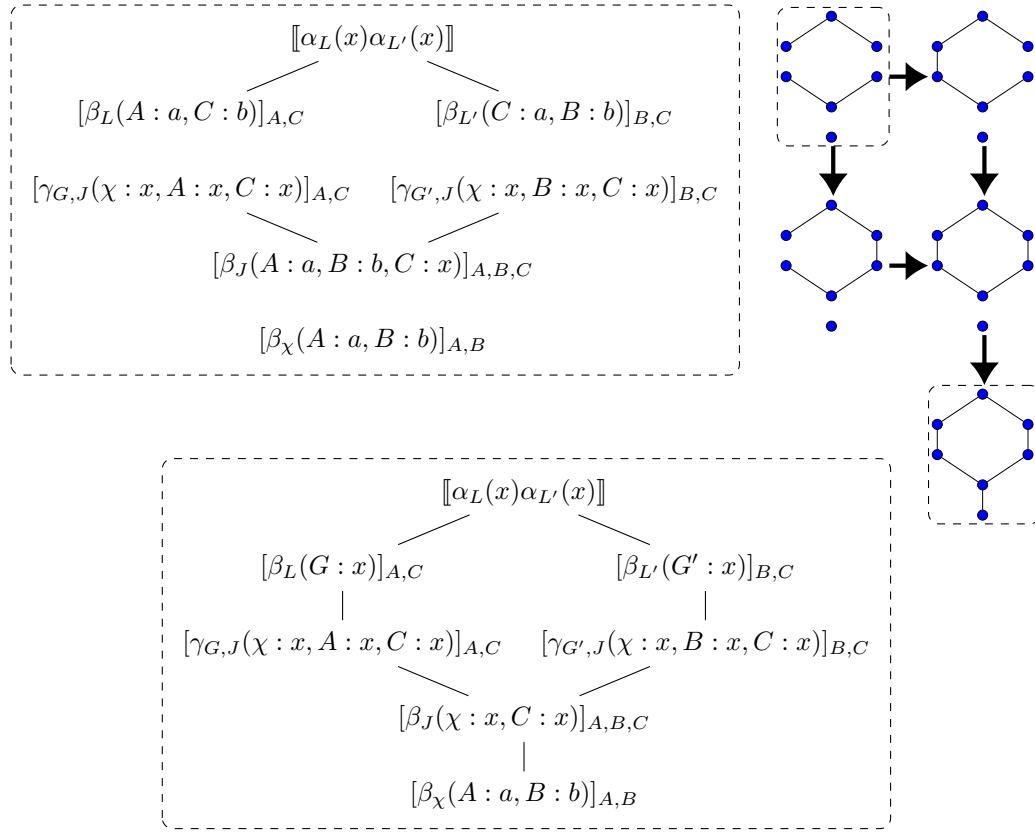 ⟦α_L(x)α_{L′}(x)⟧
[β_L(A : a, C : b)]_{A,C} [β_{L′}(C : a, B : b)]_{B,C}
[γ_{G,J}(χ : x, A : x, C : x)]_{A,C} [γ_{G′,J}(χ : x, B : x, C : x)]_{B,C}
[β_J(A : a, B : b, C : x)]_{A,B,C}
[β_χ(A : a, B : b)]_{A,B}
⟦α_L(x)α_{L′}(x)⟧
[β_L(G : x)]_{A,C} [β_{L′}(G′ : x)]_{B,C}
[γ_{G,J}(χ : x, A : x, C : x)]_{A,C} [γ_{G′,J}(χ : x, B : x, C : x)]_{B,C}
[β_J(χ : x, C : x)]_{A,B,C}
[β_χ(A : a, B : b)]_{A,B}